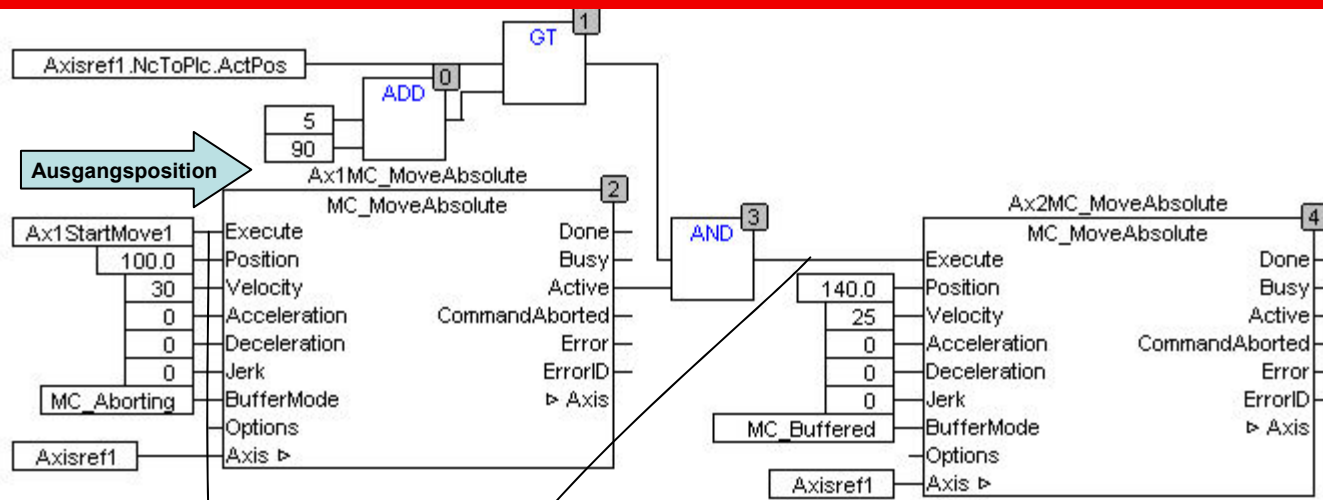 1
GT
Axisref1.NcToPlc.ActPos
0
ADD
5
90
Ausgangsposition
Ax1MC_MoveAbsolute
2
MC_MoveAbsolute
Ax1StartMove1 Execute Done
100.0 Position Busy
30 Velocity Active
0 Acceleration CommandAborted
0 Deceleration Error
0 Jerk ErrorID
MC_Aborting BufferMode ▷ Axis
Options
Axisref1 Axis ▷
3
AND
Ax2MC_MoveAbsolute
4
MC_MoveAbsolute
Execute Done
140.0 Position Busy
25 Velocity Active
0 Acceleration CommandAborted
0 Deceleration Error
0 Jerk ErrorID
MC_Buffered BufferMode ▷ Axis
Options
Axisref1 Axis ▷